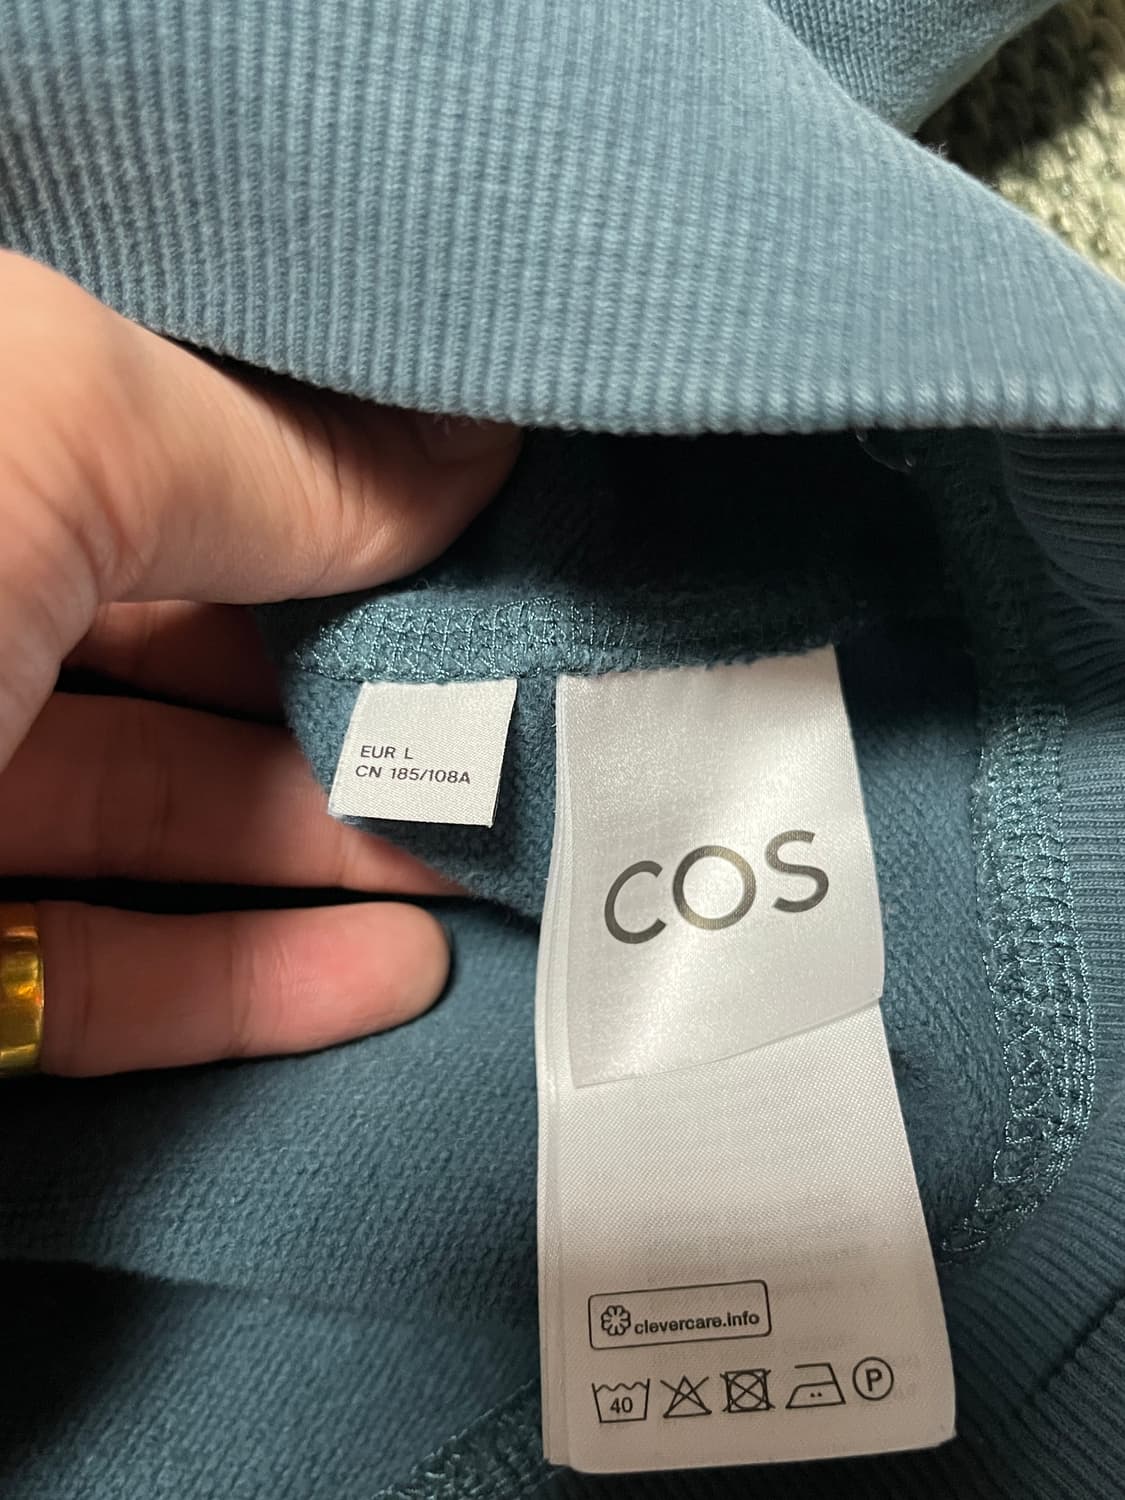 EUR L
CN 185/108A
COS
clevercare.info
40
P